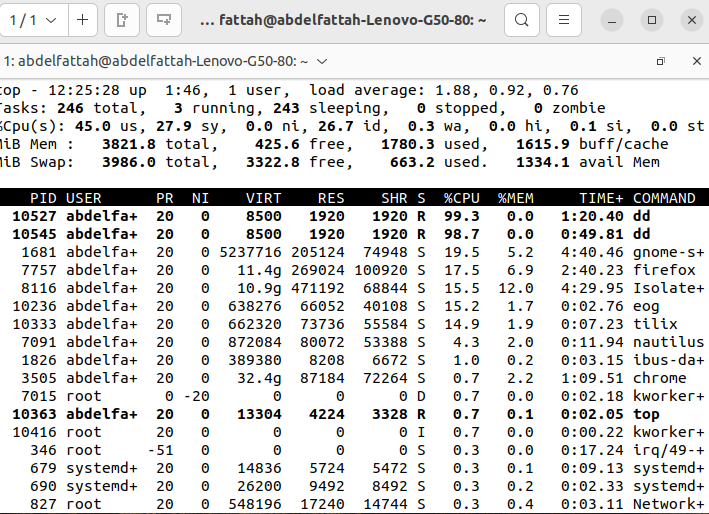 1 / 1 ... fattah@abdelfattah-Lenovo-G50-80: ~
1: abdelfattah@abdelfattah-Lenovo-G50-80: ~
top - 12:25:28 up  1:46,  1 user,  load average: 1.88, 0.92, 0.76
Tasks: 246 total,   3 running, 243 sleeping,   0 stopped,   0 zombie
%Cpu(s): 45.0 us, 27.9 sy,  0.0 ni, 26.7 id,  0.3 wa,  0.0 hi,  0.1 si,  0.0 st
MiB Mem :   3821.8 total,    425.6 free,   1780.3 used,   1615.9 buff/cache
MiB Swap:   3986.0 total,   3322.8 free,    663.2 used.   1334.1 avail Mem
PID USER      PR  NI    VIRT    RES    SHR S  %CPU  %MEM     TIME+ COMMAND
10527 abdelfa+  20   0    8500   1920   1920 R  99.3   0.0   1:20.40 dd
10545 abdelfa+  20   0    8500   1920   1920 R  98.7   0.0   0:49.81 dd
1681 abdelfa+  20   0 5237716 205124  74948 S  19.5   5.2   4:40.46 gnome-s+
7757 abdelfa+  20   0   11.4g 269024 100920 S  17.5   6.9   2:40.23 firefox
8116 abdelfa+  20   0   10.9g 471192  68844 S  15.5  12.0   4:29.95 Isolate+
10236 abdelfa+  20   0  638276  66052  40108 S  15.2   1.7   0:02.76 eog
10333 abdelfa+  20   0  662320  73736  55584 S  14.9   1.9   0:07.23 tilix
7091 abdelfa+  20   0  872084  80072  53388 S   4.3   2.0   0:11.94 nautilus
1826 abdelfa+  20   0  389380   8208   6672 S   1.0   0.2   0:03.15 ibus-da+
3505 abdelfa+  20   0   32.4g  87184  72264 S   0.7   2.2   1:09.51 chrome
7015 root       0 -20       0      0      0 D   0.7   0.0   0:02.18 kworker+
10363 abdelfa+  20   0   13304   4224   3328 R   0.7   0.1   0:02.05 top
10416 root      20   0       0      0      0 I   0.7   0.0   0:00.22 kworker+
346 root     -51   0       0      0      0 S   0.3   0.0   0:17.24 irq/49-+
679 systemd+  20   0   14836   5724   5472 S   0.3   0.1   0:09.13 systemd+
690 systemd+  20   0   26200   9492   8492 S   0.3   0.2   0:02.33 systemd+
827 root      20   0  548196  17240  14744 S   0.3   0.4   0:03.11 Network+